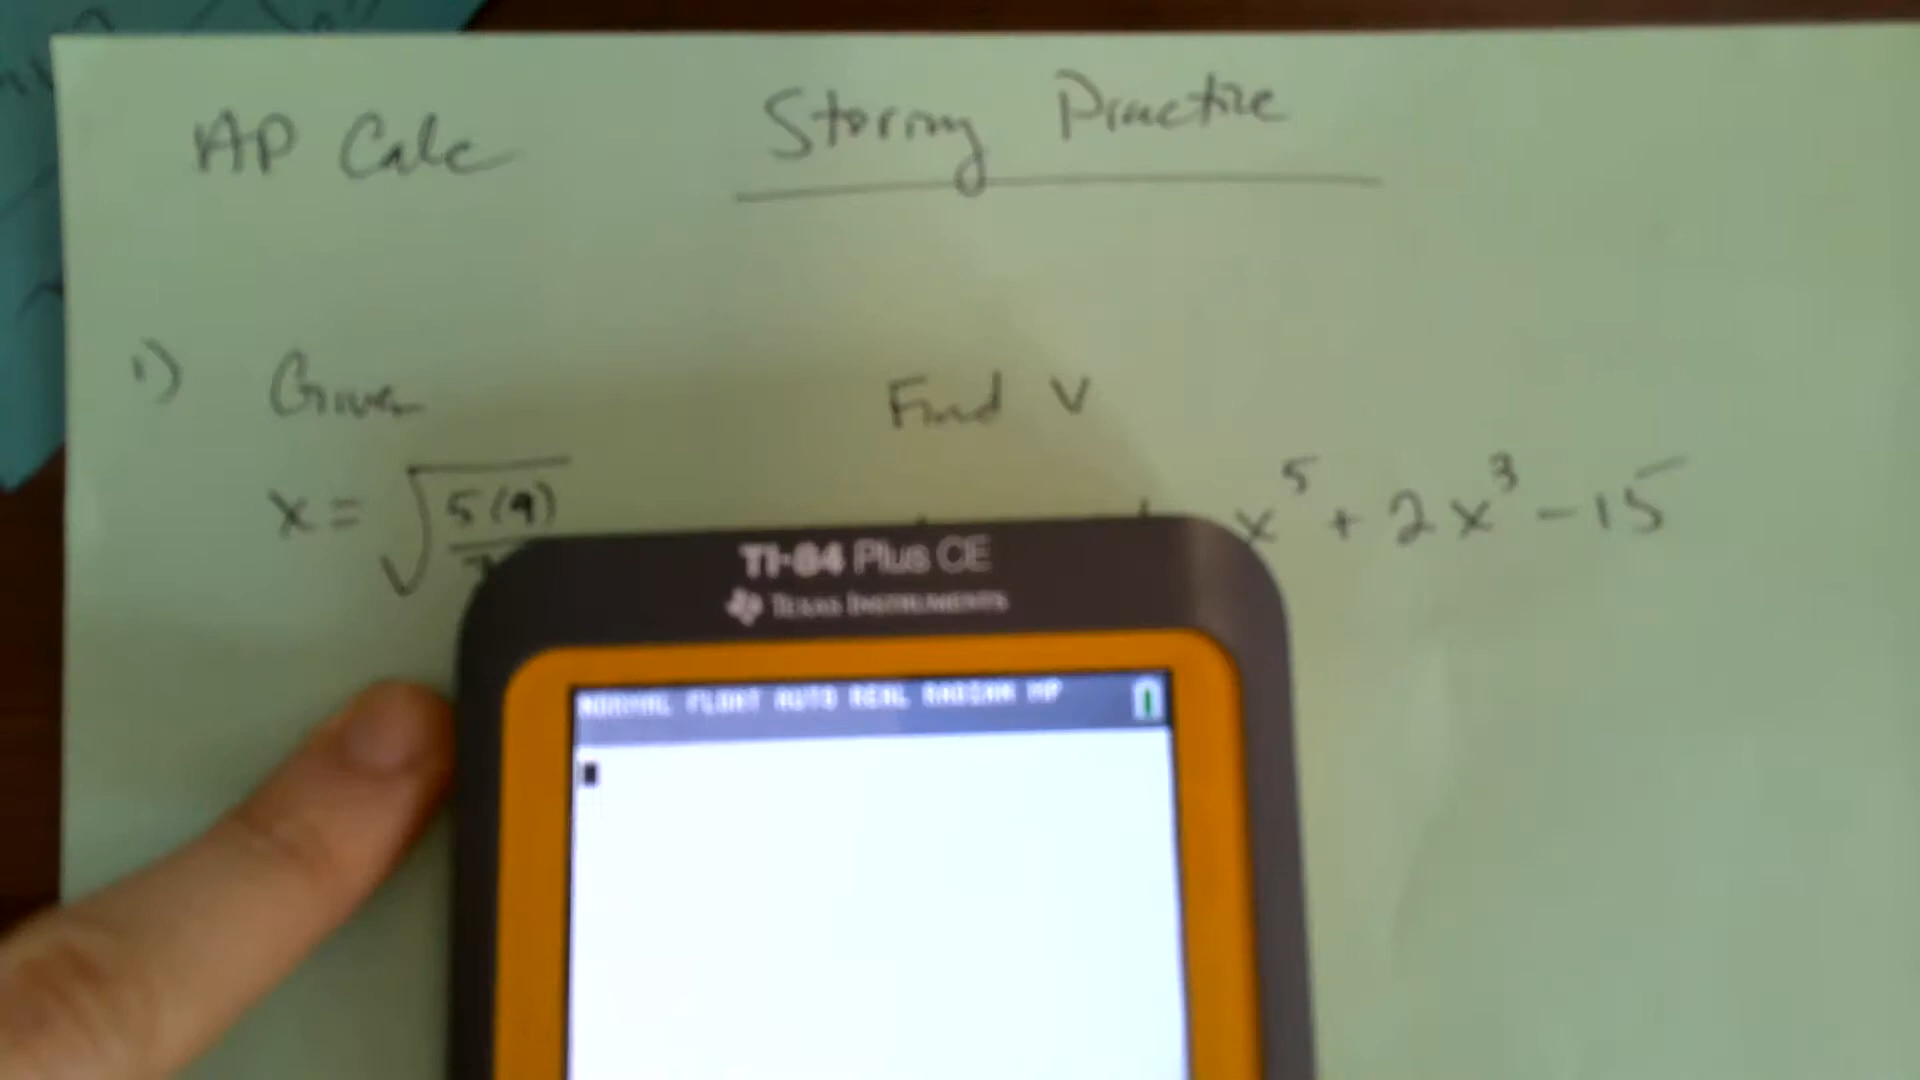 AP Calc Storing Practice
1) Given Find V
x = √5(9) x⁵ + 2x³ - 15
TI-84 Plus CE
TEXAS INSTRUMENTS
NORMAL FLOAT AUTO REAL RADIAN MP